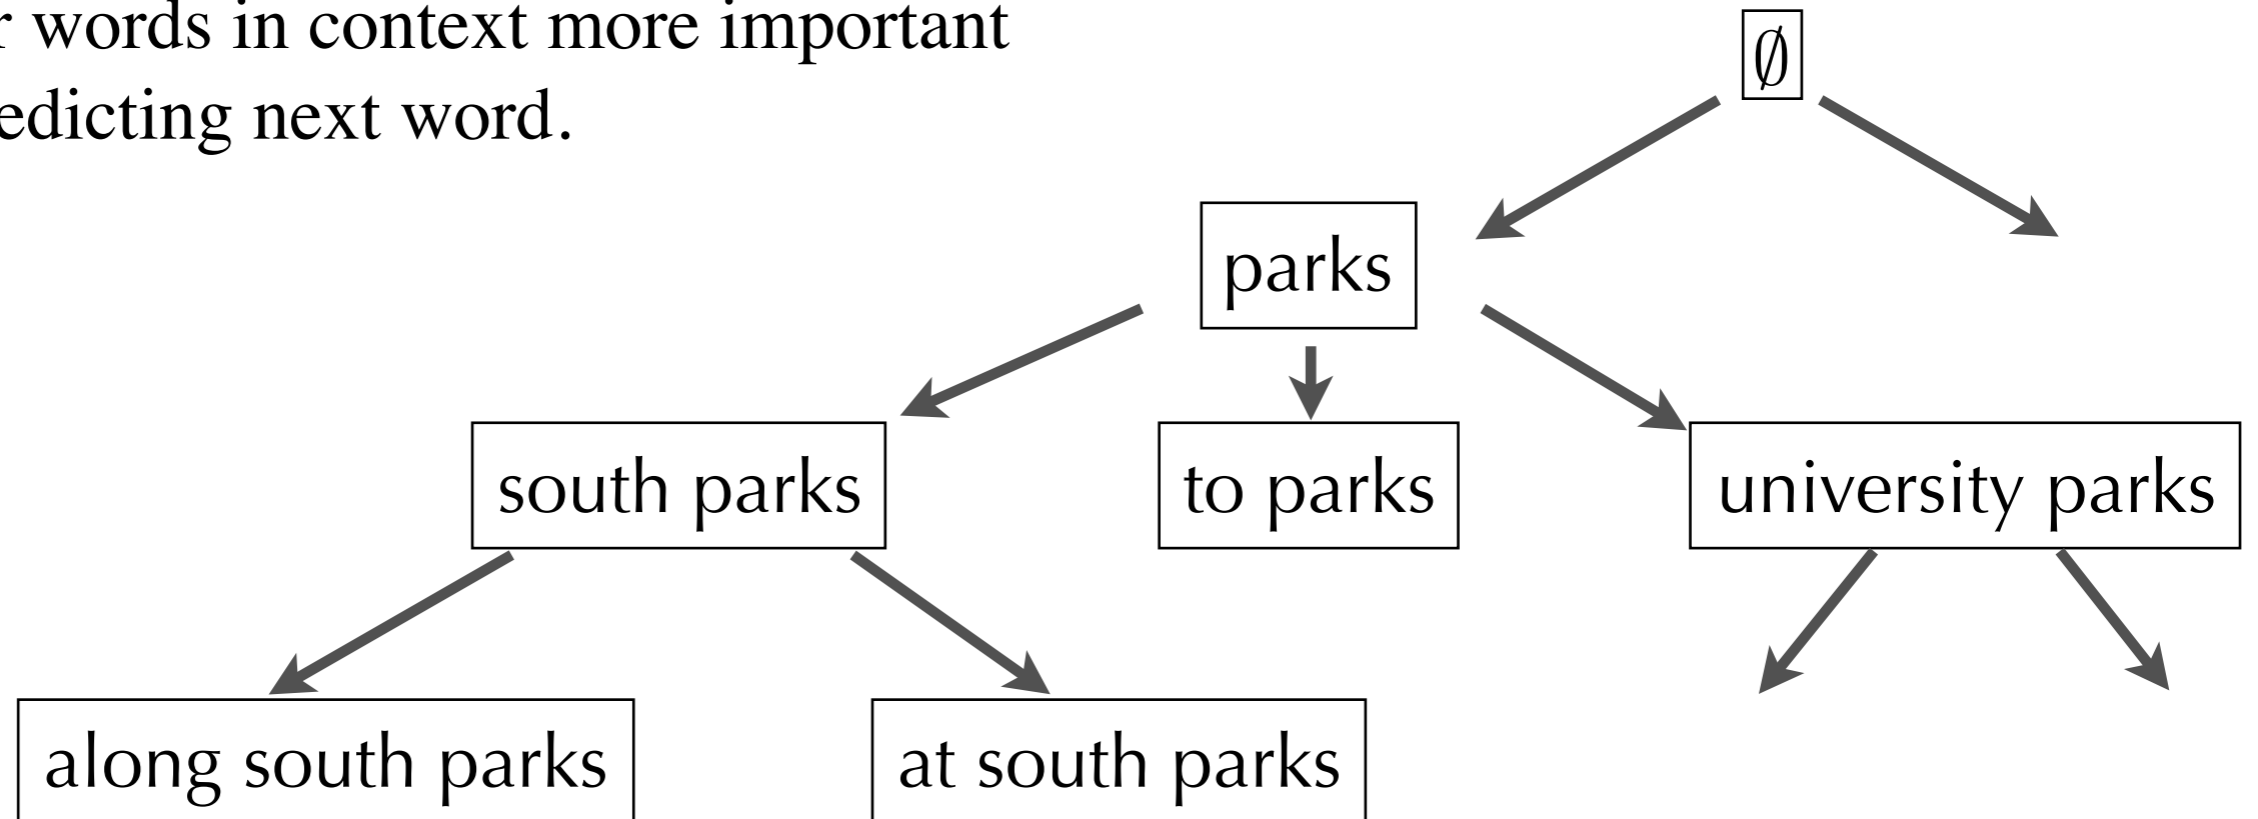 r words in context more important
edicting next word.
∅
parks
south parks
to parks
university parks
along south parks
at south parks